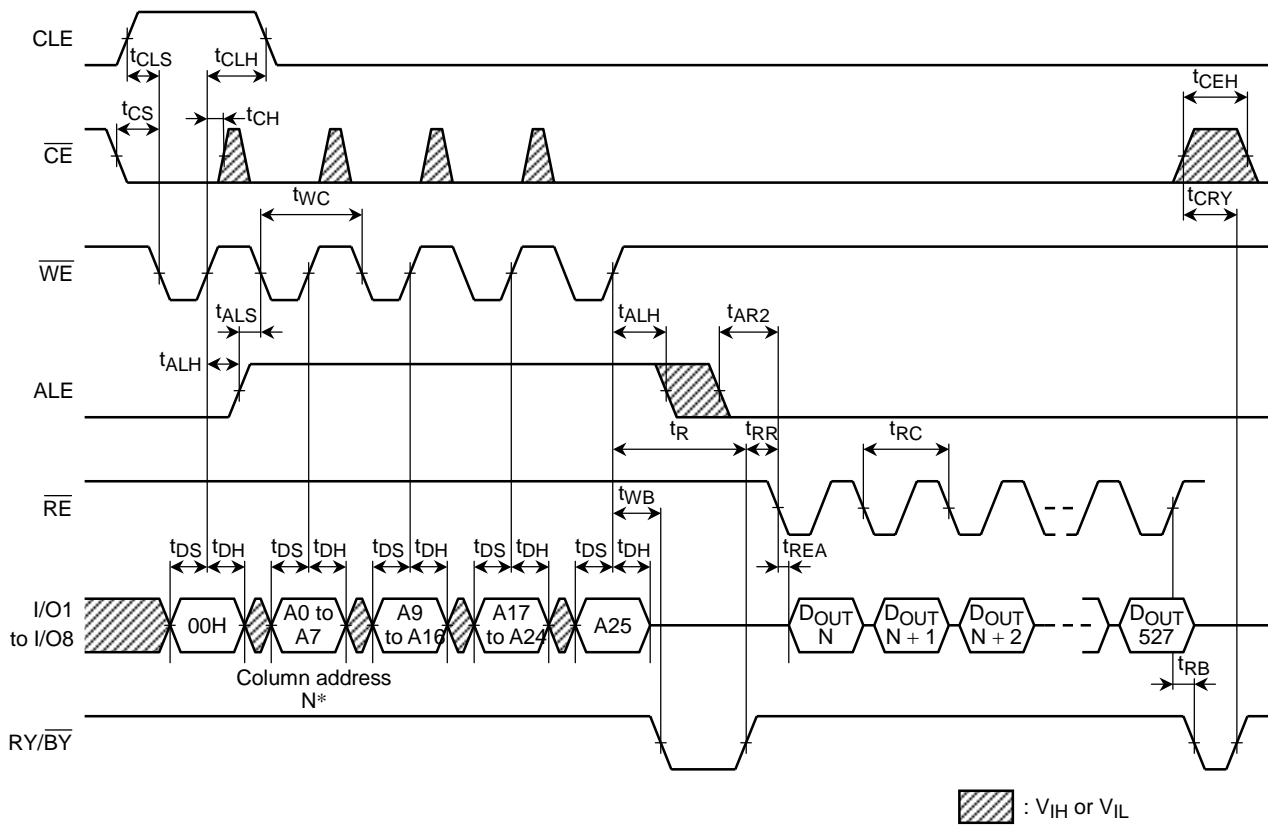 CLE
tCLS
tCLH
tCEH
tCS
tCH
CE
tWC
tCRY
WE
tALS
tALH
tAR2
tALH
ALE
tR
tRR
tRC
RE
tWB
tDS
tDH
tDS
tDH
tDS
tDH
tDS
tDH
tDS
tDH
tREA
I/O1
to I/O8
00H
A0 to
A7
A9
to A16
A17
to A24
A25
DOUT
N
DOUT
N + 1
DOUT
N + 2
DOUT
527
Column address
N*
tRB
RY/BY
: VIH or VIL